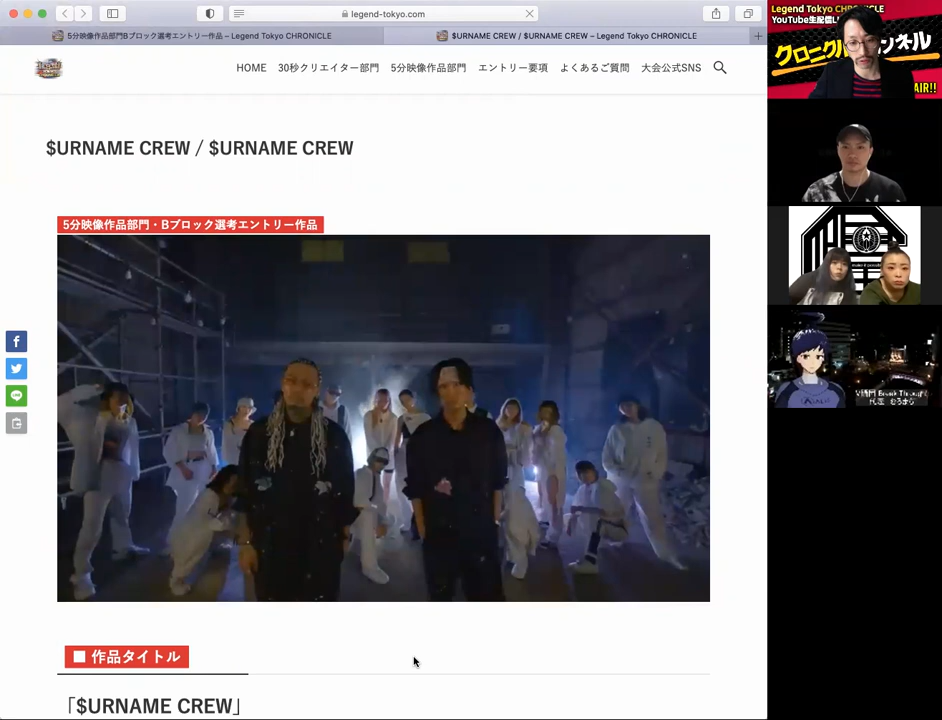 legend-tokyo.com
5分映像作品部門Bブロック選考エントリー作品 – Legend Tokyo CHRONICLE
$URNAME CREW / $URNAME CREW – Legend Tokyo CHRONICLE
HOME
30秒クリエイター部門
5分映像作品部門
エントリー要項
よくあるご質問
大会公式SNS
$URNAME CREW / $URNAME CREW
5分映像作品部門・Bブロック選考エントリー作品
■ 作品タイトル
「$URNAME CREW」
Legend Tokyo CHRONICLE
YouTube生配信
クロニクル
ンネル
AIR!!